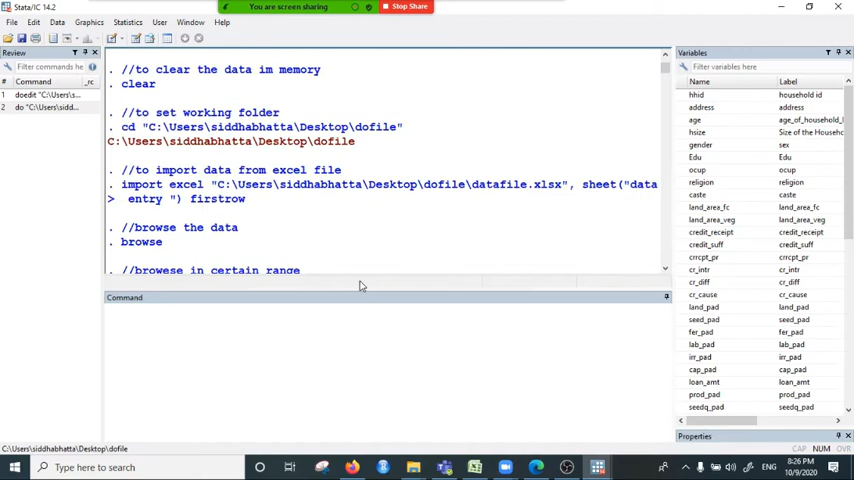 Stata/IC 14.2
You are screen sharing
Stop Share
File Edit Data Graphics Statistics User Window Help
Review
Filter commands he
# Command _rc
1 doedit "C:\Users\s...
2 do "C:\Users\sidd...
. //to clear the data im memory
. clear
. //to set working folder
. cd "C:\Users\siddhabhatta\Desktop\dofile"
C:\Users\siddhabhatta\Desktop\dofile
. //to import data from excel file
. import excel "C:\Users\siddhabhatta\Desktop\dofile\datafile.xlsx", sheet("data
> entry ") firstrow
. //browse the data
. browse
. //browese in certain range
Command
Variables
Filter variables here
Name Label
hhid household id
address address
age age_of_household_h
hsize Size of the Househo
gender sex
Edu Edu
ocup ocup
religion religion
caste caste
land_area_fc land_area_fc
land_area_veg land_area_veg
credit_receipt credit_receipt
credit_suff credit_suff
crrcpt_pr crrcpt_pr
cr_intr cr_intr
cr_diff cr_diff
cr_cause cr_cause
land_pad land_pad
seed_pad seed_pad
fer_pad fer_pad
lab_pad lab_pad
irr_pad irr_pad
cap_pad cap_pad
loan_amt loan_amt
prod_pad prod_pad
seedq_pad seedq_pad
Properties
C:\Users\siddhabhatta\Desktop\dofile
CAP NUM OVR
Type here to search
ENG
8:26 PM
10/9/2020